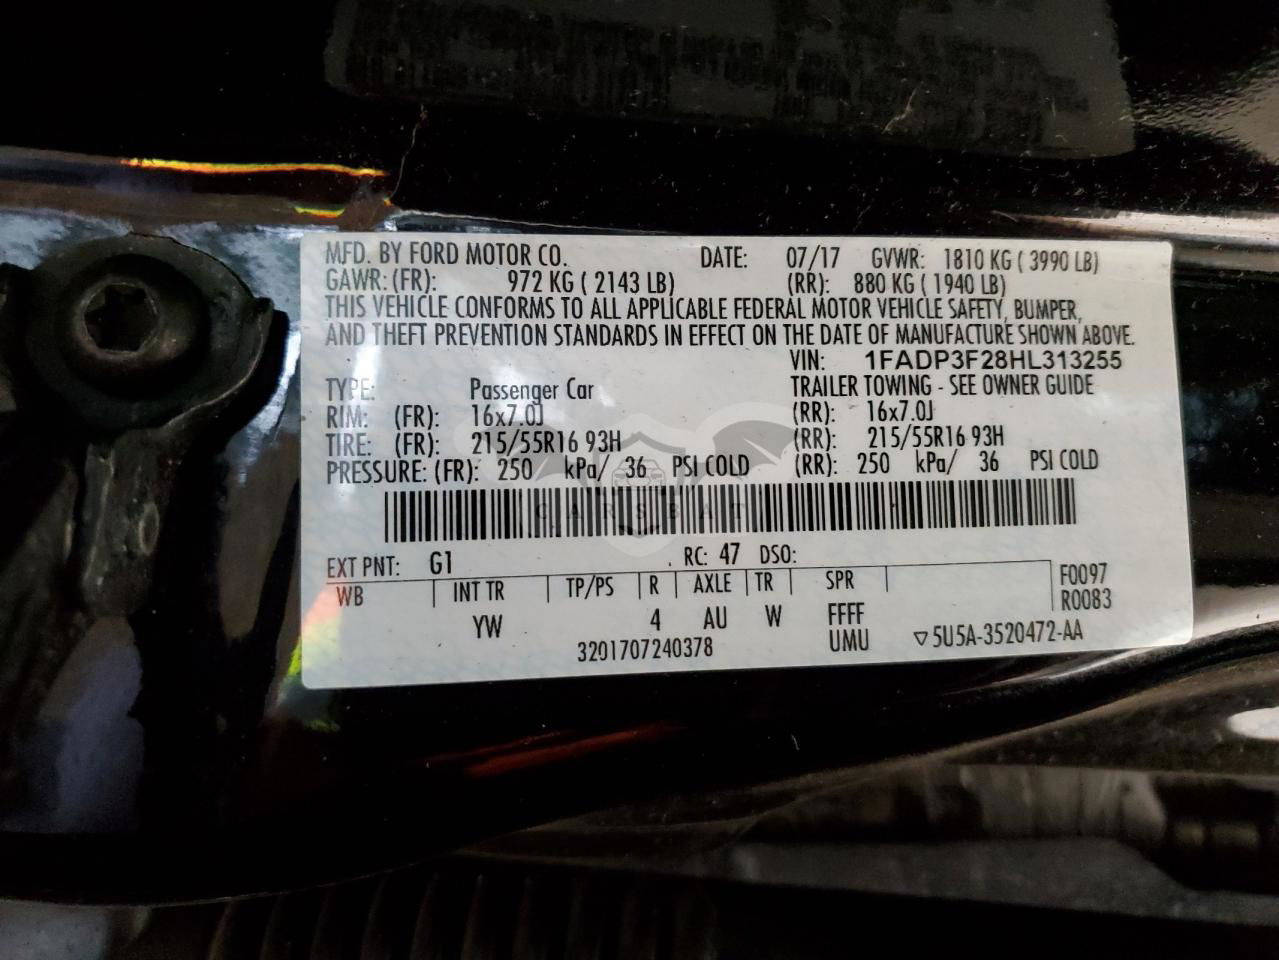 MFD. BY FORD MOTOR CO. DATE: 07/17 GVWR: 1810 KG ( 3990 LB)
GAWR: (FR): 972 KG ( 2143 LB) (RR): 880 KG ( 1940 LB)
THIS VEHICLE CONFORMS TO ALL APPLICABLE FEDERAL MOTOR VEHICLE SAFETY, BUMPER,
AND THEFT PREVENTION STANDARDS IN EFFECT ON THE DATE OF MANUFACTURE SHOWN ABOVE.
VIN: 1FADP3F28HL313255
TYPE: Passenger Car TRAILER TOWING - SEE OWNER GUIDE
RIM: (FR): 16x7.0J (RR): 16x7.0J
TIRE: (FR): 215/55R16 93H (RR): 215/55R16 93H
PRESSURE: (FR): 250 kPa/ 36 PSI COLD (RR): 250 kPa/ 36 PSI COLD
CARSBAT
EXT PNT: G1 RC: 47 DSO:
WB INT TR TP/PS R AXLE TR SPR F0097
R0083
YW 4 AU W FFFF
3201707240378 UMU 5U5A-3520472-AA